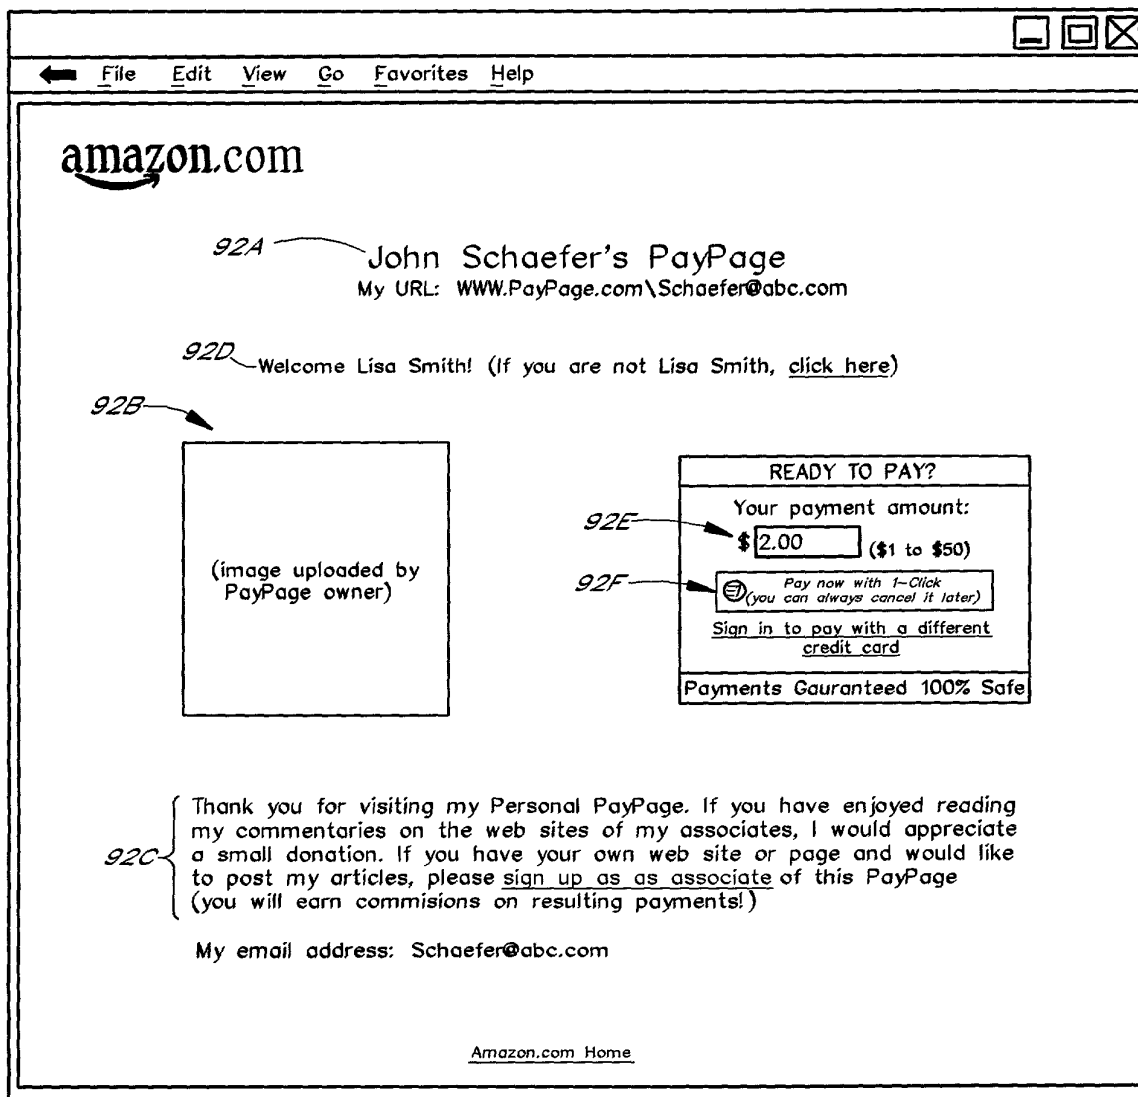 File Edit View Go Favorites Help
amazon.com
92A
John Schaefer's PayPage
My URL: WWW.PayPage.com\Schaefer@abc.com
92D
Welcome Lisa Smith! (If you are not Lisa Smith, click here)
92B
(image uploaded by
PayPage owner)
READY TO PAY?
Your payment amount:
92E
$ 2.00 ($1 to $50)
92F
Pay now with 1-Click
(you can always cancel it later)
Sign in to pay with a different
credit card
Payments Gauranteed 100% Safe
92C
Thank you for visiting my Personal PayPage. If you have enjoyed reading
my commentaries on the web sites of my associates, I would appreciate
a small donation. If you have your own web site or page and would like
to post my articles, please sign up as as associate of this PayPage
(you will earn commisions on resulting payments!)
My email address: Schaefer@abc.com
Amazon.com Home